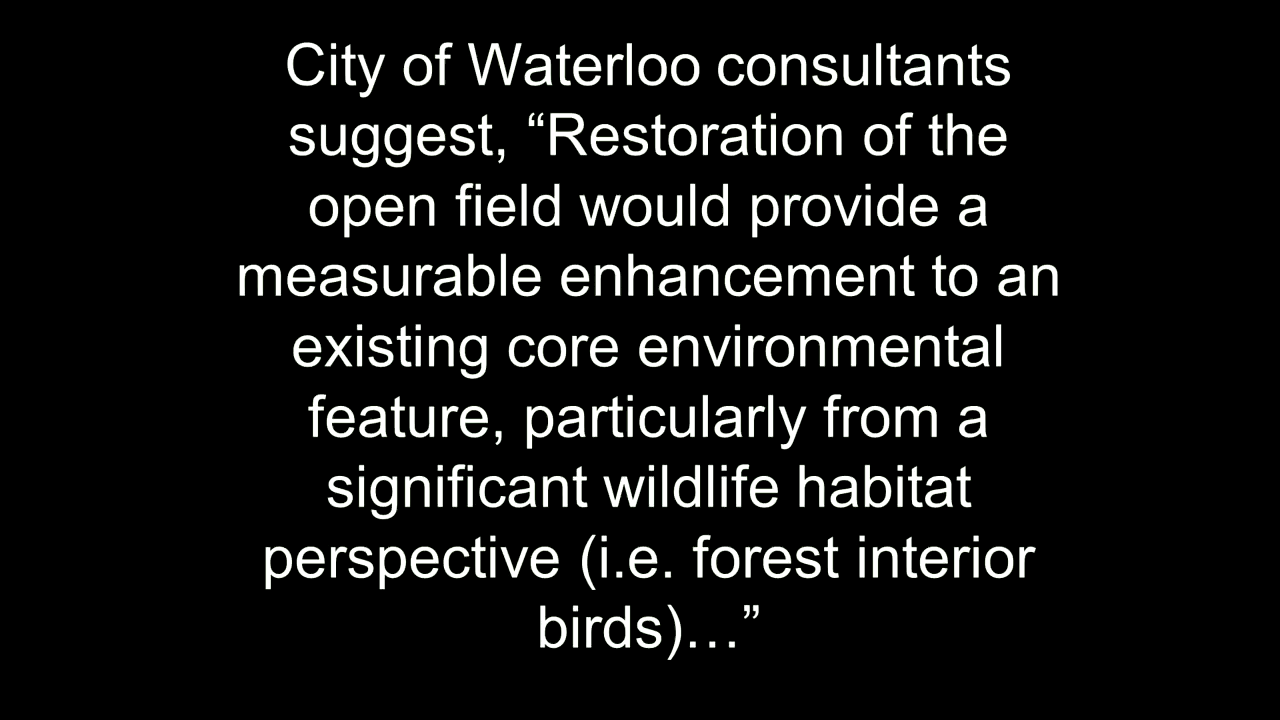 City of Waterloo consultants
suggest, “Restoration of the
open field would provide a
measurable enhancement to an
existing core environmental
feature, particularly from a
significant wildlife habitat
perspective (i.e. forest interior
birds)…”